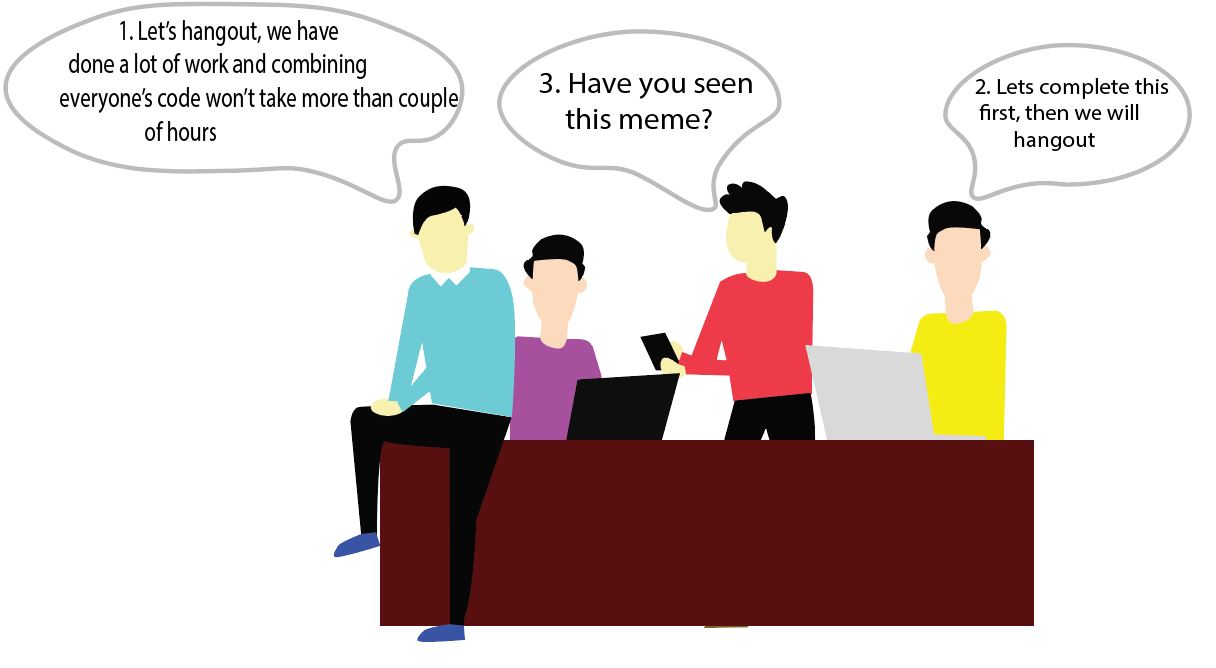 1. Let's hangout, we have
done a lot of work and combining
everyone's code won't take more than couple
of hours
2. Lets complete this
first, then we will
hangout
3. Have you seen
this meme?